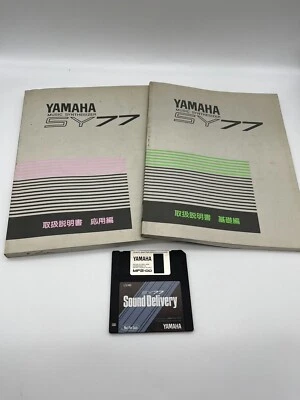 YAMAHA
MUSIC SYNTHESIZER
SY77
取扱説明書 応用編
YAMAHA
MUSIC SYNTHESIZER
SY77
取扱説明書 基礎編
YAMAHA
Sound Delivery
YAMAHA